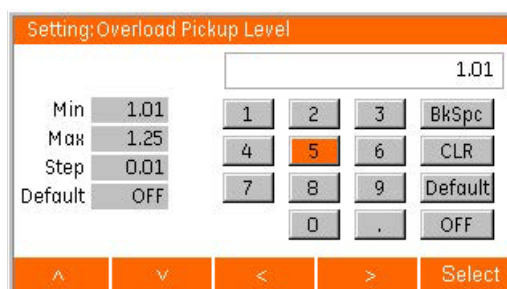 Setting:Overload Pickup Level
1.01
Min 1.01
Max 1.25
Step 0.01
Default OFF
1 2 3 BkSpc
4 5 6 CLR
7 8 9 Default
0 . OFF
^ v < > Select